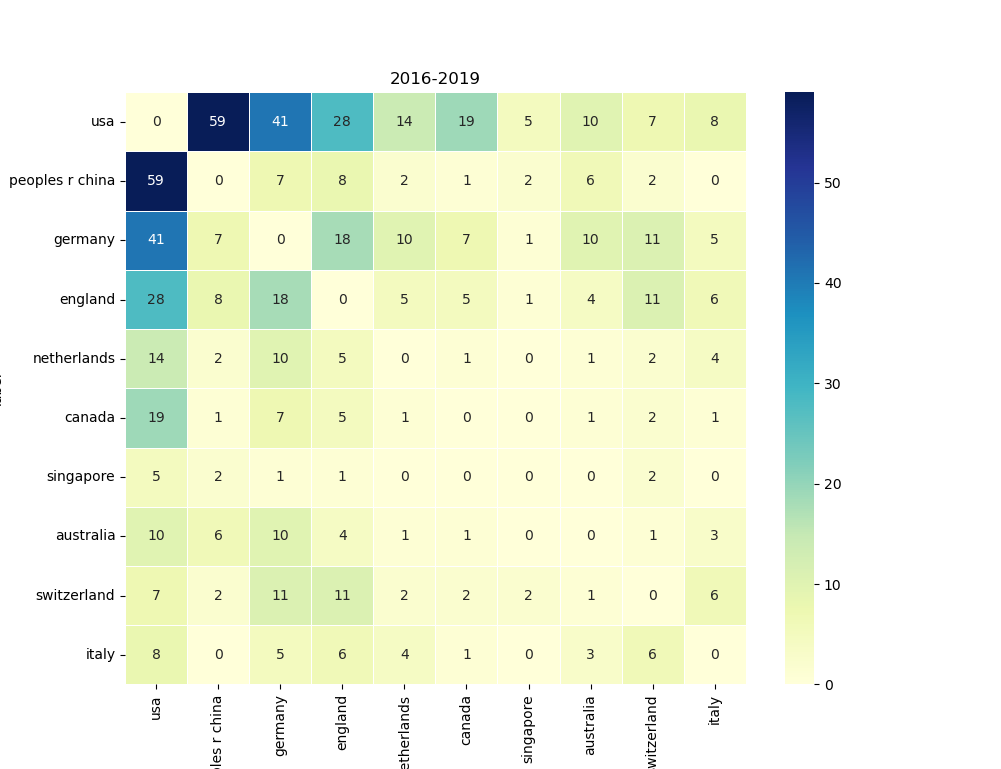 2016-2019
usa 0 59 41 28 14 19 5 10 7 8
peoples r china 59 0 7 8 2 1 2 6 2 0
germany 41 7 0 18 10 7 1 10 11 5
england 28 8 18 0 5 5 1 4 11 6
netherlands 14 2 10 5 0 1 0 1 2 4
canada 19 1 7 5 1 0 0 1 2 1
singapore 5 2 1 1 0 0 0 0 2 0
australia 10 6 10 4 1 1 0 0 1 3
switzerland 7 2 11 11 2 2 2 1 0 6
italy 8 0 5 6 4 1 0 3 6 0
usa r china germany england canada singapore australia italy
50
40
30
20
10
0